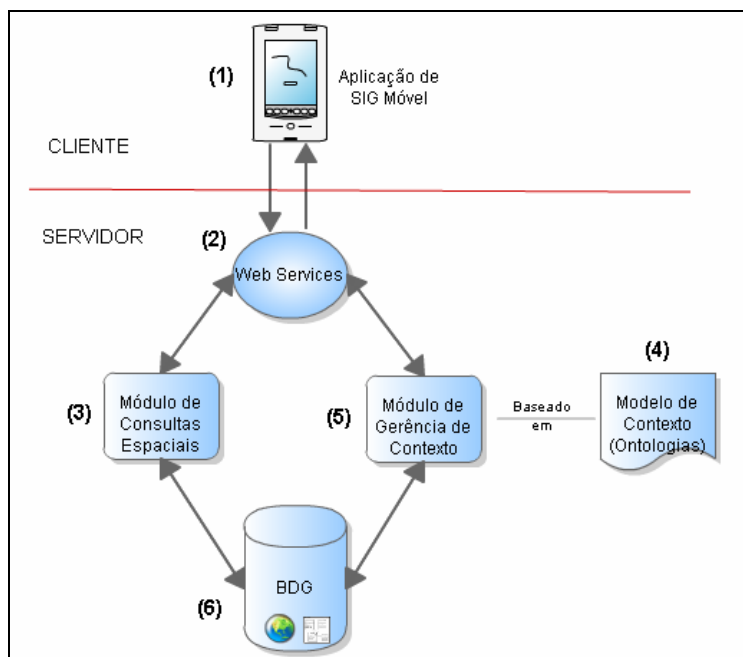 (1)
Aplicação de
SIG Móvel
CLIENTE
SERVIDOR
(2)
Web Services
(3)
Módulo de
Consultas
Espaciais
(5)
Módulo de
Gerência de
Contexto
Baseado
em
(4)
Modelo de
Contexto
(Ontologias)
BDG
(6)